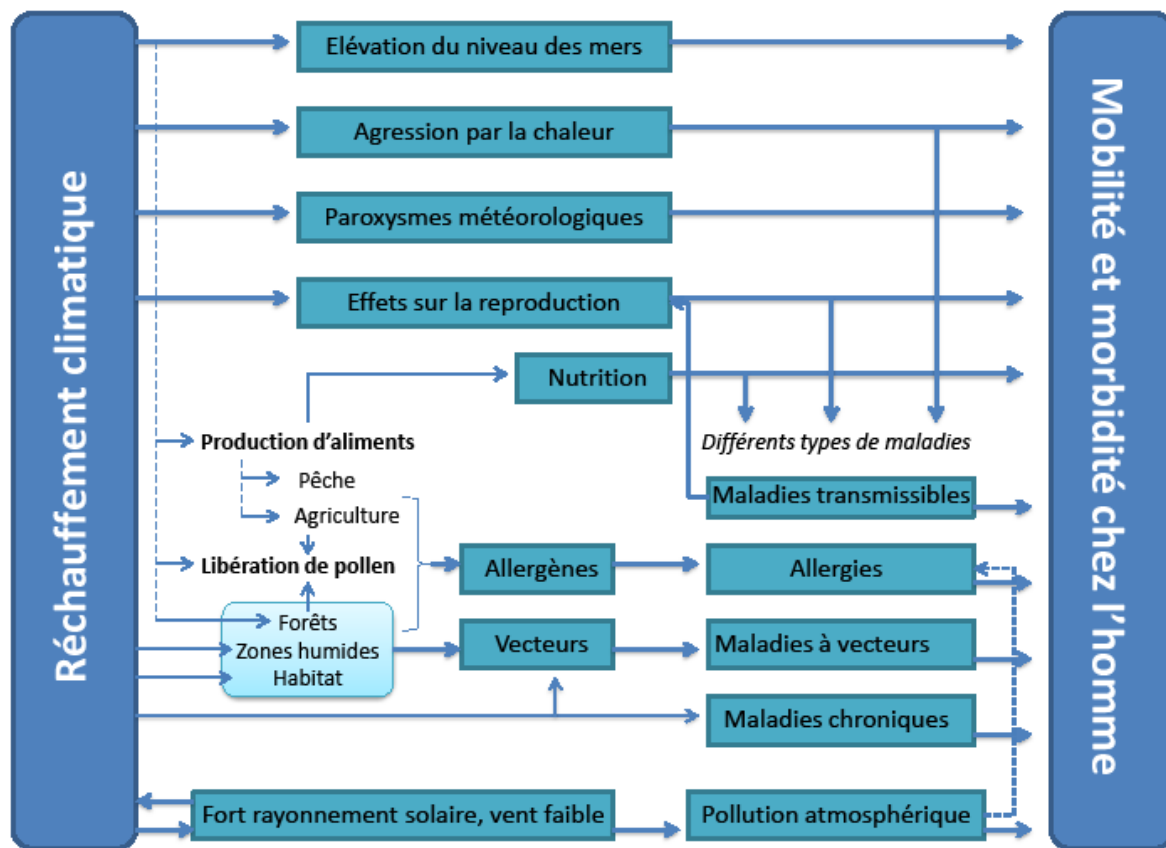 Réchauffement climatique
Elévation du niveau des mers
Agression par la chaleur
Paroxysmes météorologiques
Effets sur la reproduction
Nutrition
Production d'aliments
Différents types de maladies
Pêche
Maladies transmissibles
Agriculture
Libération de pollen
Allergènes
Allergies
Forêts
Zones humides
Habitat
Vecteurs
Maladies à vecteurs
Maladies chroniques
Fort rayonnement solaire, vent faible
Pollution atmosphérique
Mobilité et morbidité chez l'homme